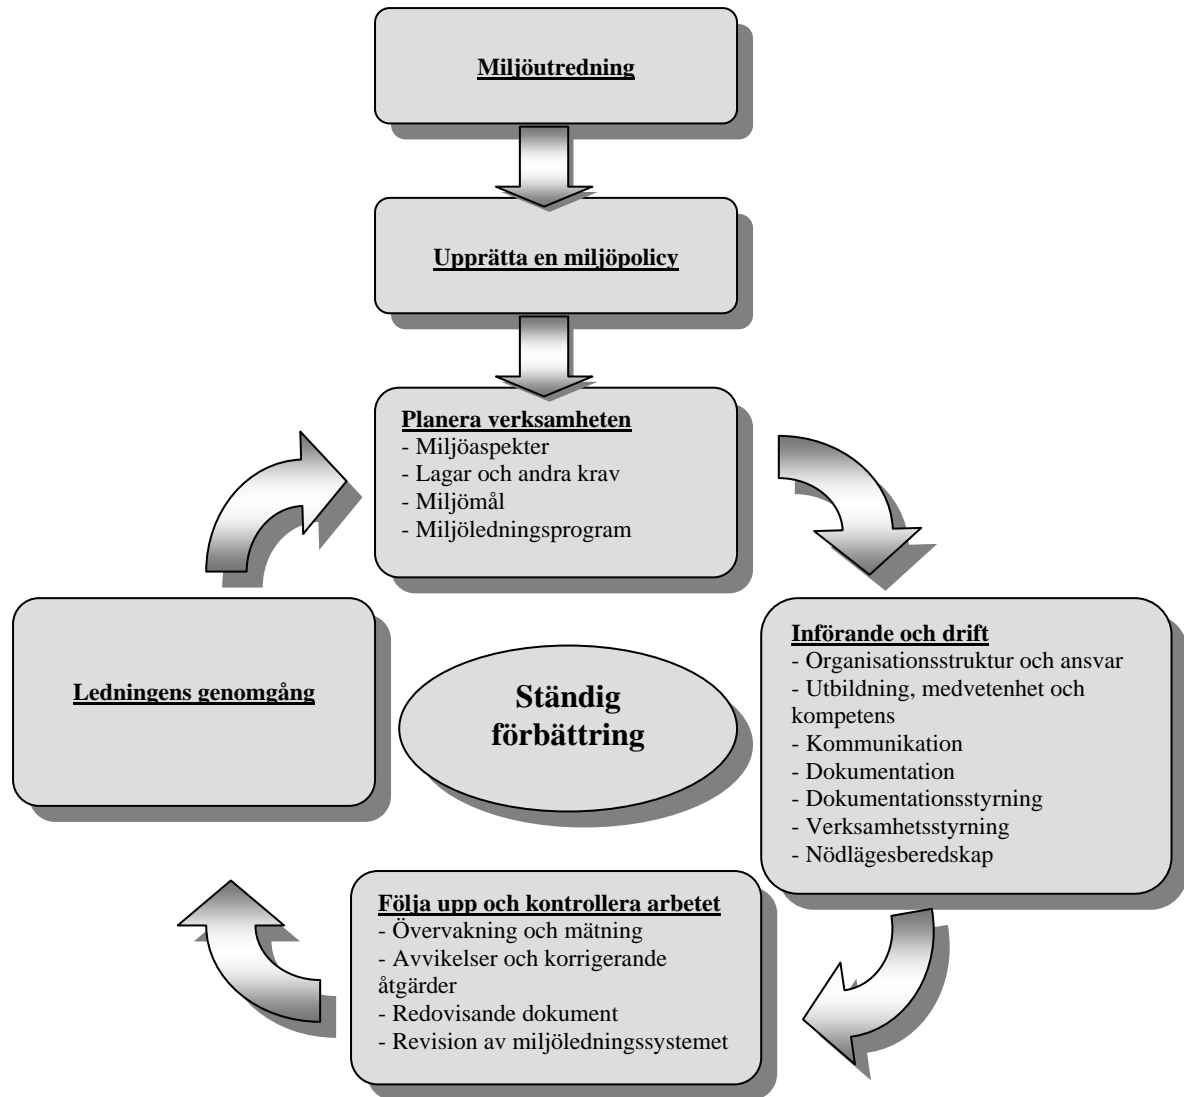 Miljöutredning
Upprätta en miljöpolicy
Planera verksamheten
- Miljöaspekter
- Lagar och andra krav
- Miljömål
- Miljöledningsprogram
Införande och drift
- Organisationsstruktur och ansvar
- Utbildning, medvetenhet och
kompetens
- Kommunikation
- Dokumentation
- Dokumentationsstyrning
- Verksamhetsstyrning
- Nödlägesberedskap
Ledningens genomgång
Ständig
förbättring
Följa upp och kontrollera arbetet
- Övervakning och mätning
- Avvikelser och korrigerande
åtgärder
- Redovisande dokument
- Revision av miljöledningssystemet